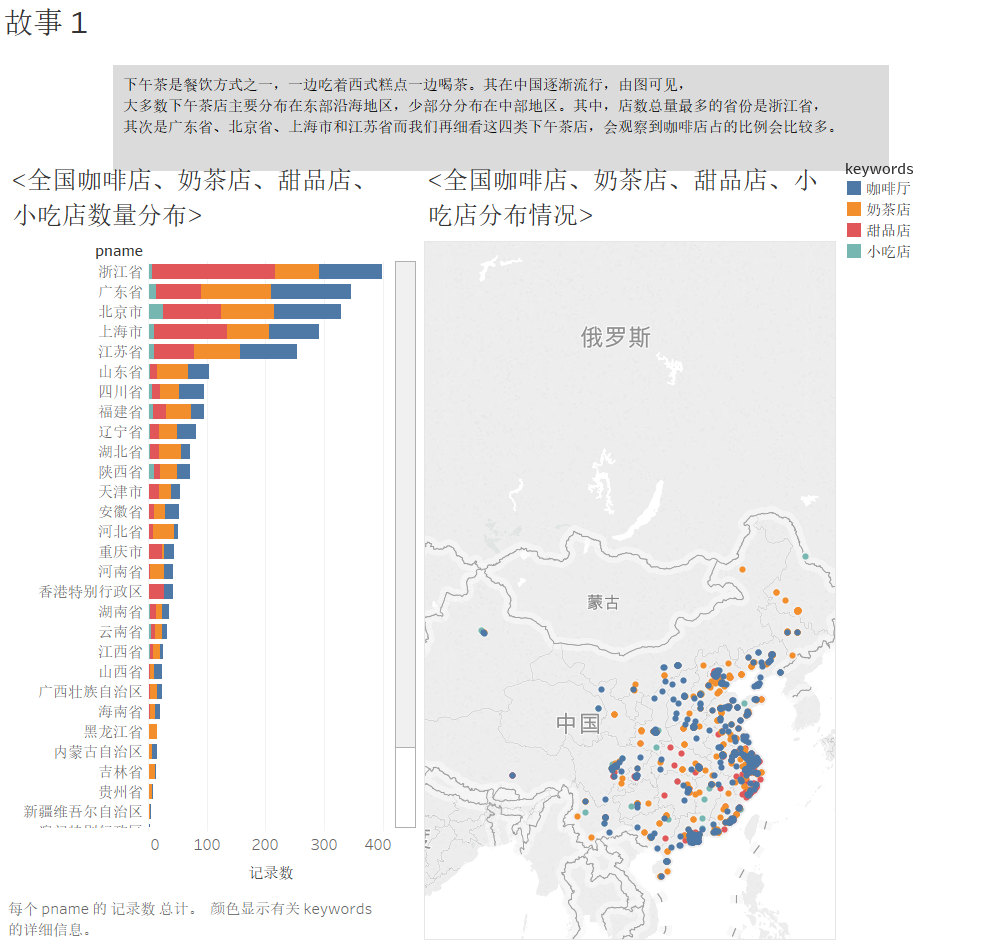 故事 1
下午茶是餐饮方式之一，一边吃着西式糕点一边喝茶。其在中国逐渐流行，由图可见，
大多数下午茶店主要分布在东部沿海地区，少部分分布在中部地区。其中，店数总量最多的省份是浙江省，
其次是广东省、北京省、上海市和江苏省而我们再细看这四类下午茶店，会观察到咖啡店占的比例会比较多。
<全国咖啡店、奶茶店、甜品店、
小吃店数量分布>
pname
浙江省
广东省
北京市
上海市
江苏省
山东省
四川省
福建省
辽宁省
湖北省
陕西省
天津市
安徽省
河北省
重庆市
河南省
香港特别行政区
湖南省
云南省
江西省
山西省
广西壮族自治区
海南省
黑龙江省
内蒙古自治区
吉林省
贵州省
新疆维吾尔自治区
0 100 200 300 400
记录数
每个 pname 的 记录数 总计。 颜色显示有关 keywords
的详细信息。
<全国咖啡店、奶茶店、甜品店、小
吃店分布情况>
俄罗斯
蒙古
中国
keywords
咖啡厅
奶茶店
甜品店
小吃店